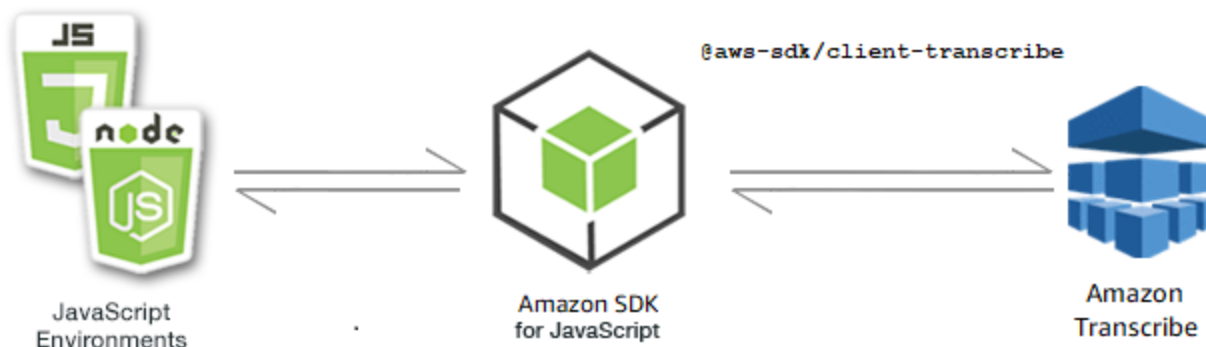 JS
node
JS
@aws-sdk/client-transcribe
JavaScript
Environments
Amazon SDK
for JavaScript
Amazon
Transcribe